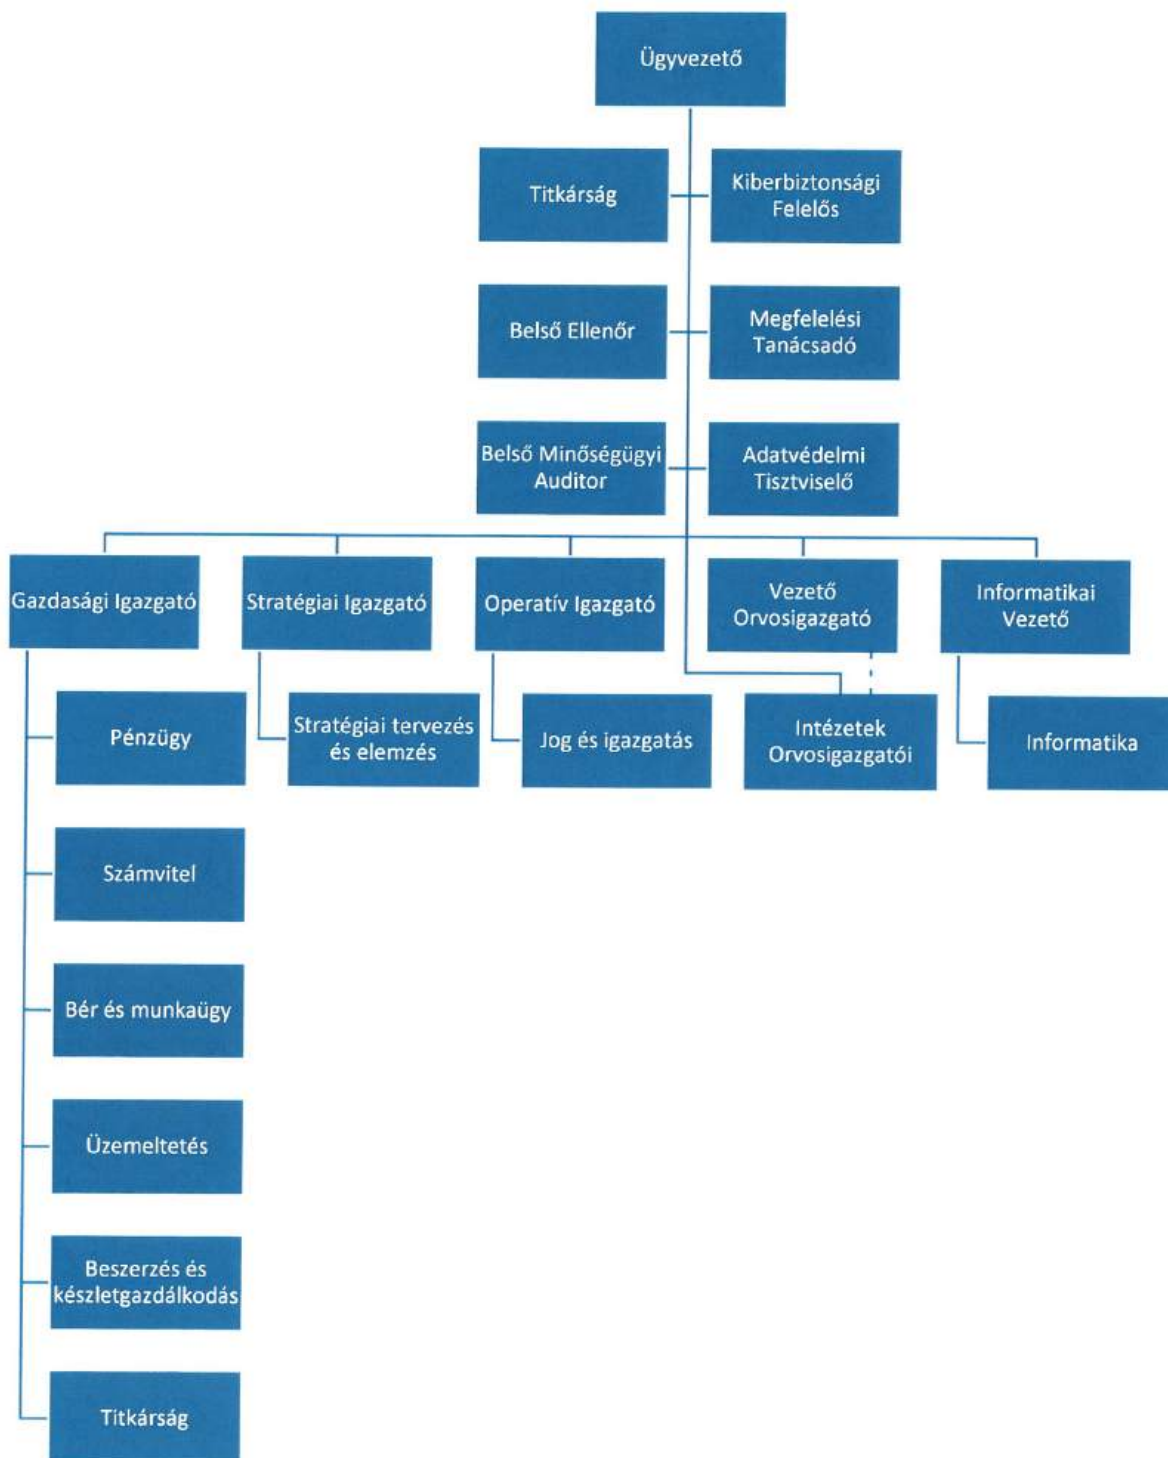 Ügyvezető
Titkárság
Kiberbiztonsági
Felelős
Belső Ellenőr
Megfelelési
Tanácsadó
Belső Minőségügyi
Auditor
Adatvédelmi
Tisztviselő
Gazdasági Igazgató
Stratégiai Igazgató
Operatív Igazgató
Vezető
Orvosigazgató
Informatikai
Vezető
Pénzügy
Stratégiai tervezés
és elemzés
Jog és igazgatás
Intézetek
Orvosigazgatói
Informatika
Számvitel
Bér és munkaügy
Üzemeltetés
Beszerzés és
készletgazdálkodás
Titkárság